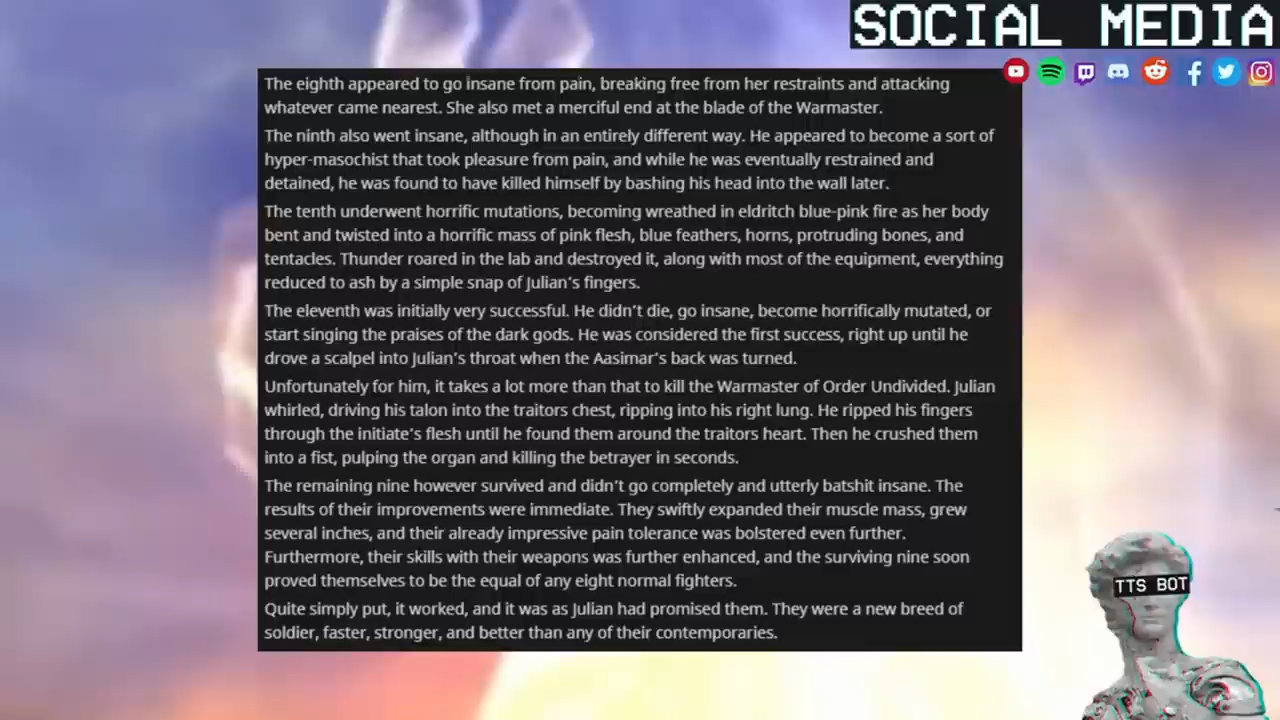 SOCIAL MEDIA
The eighth appeared to go insane from pain, breaking free from her restraints and attacking
whatever came nearest. She also met a merciful end at the blade of the Warmaster.
The ninth also went insane, although in an entirely different way. He appeared to become a sort of
hyper-masochist that took pleasure from pain, and while he was eventually restrained and
detained, he was found to have killed himself by bashing his head into the wall later.
The tenth underwent horrific mutations, becoming wreathed in eldritch blue-pink fire as her body
bent and twisted into a horrific mass of pink flesh, blue feathers, horns, protruding bones, and
tentacles. Thunder roared in the lab and destroyed it, along with most of the equipment, everything
reduced to ash by a simple snap of Julian's fingers.
The eleventh was initially very successful. He didn't die, go insane, become horrifically mutated, or
start singing the praises of the dark gods. He was considered the first success, right up until he
drove a scalpel into Julian's throat when the Aasimar's back was turned.
Unfortunately for him, it takes a lot more than that to kill the Warmaster of Order Undivided. Julian
whirled, driving his talon into the traitors chest, ripping into his right lung. He ripped his fingers
through the initiate's flesh until he found them around the traitors heart. Then he crushed them
into a fist, pulping the organ and killing the betrayer in seconds.
The remaining nine however survived and didn't go completely and utterly batshit insane. The
results of their improvements were immediate. They swiftly expanded their muscle mass, grew
several inches, and their already impressive pain tolerance was bolstered even further.
Furthermore, their skills with their weapons was further enhanced, and the surviving nine soon
proved themselves to be the equal of any eight normal fighters.
Quite simply put, it worked, and it was as Julian had promised them. They were a new breed of
soldier, faster, stronger, and better than any of their contemporaries.
TTS BOT